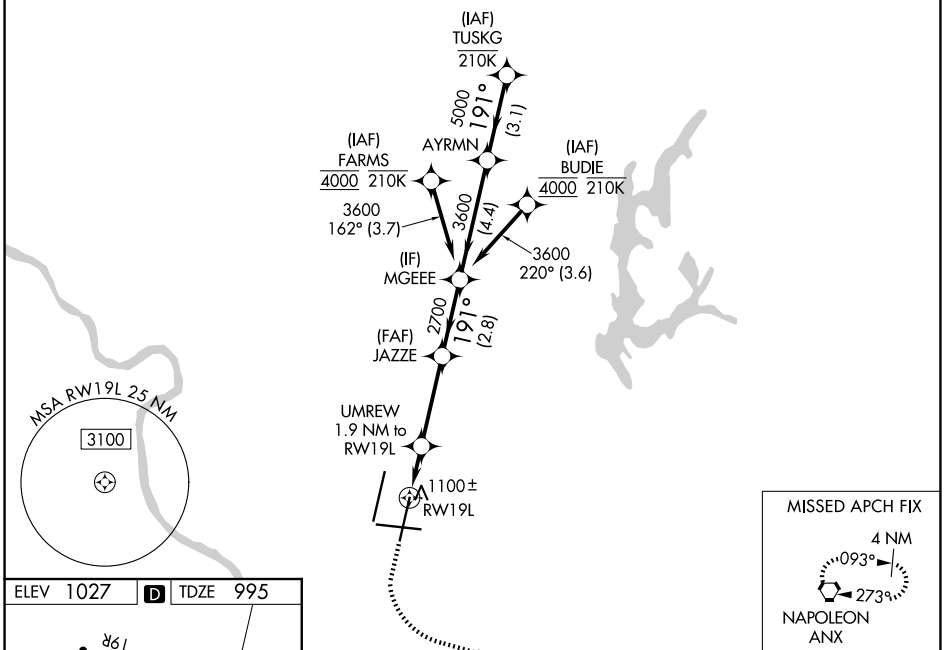 (IAF)
TUSKG
210K
5000
191°
(3.1)
AYRMN
(IAF)
FARMS
4000 210K
(IAF)
BUDIE
4000 210K
3600
162° (3.7)
3600
(4.4)
3600
220° (3.6)
(IF)
MGEEE
2700
191°
(2.8)
(FAF)
JAZZE
UMREW
1.9 NM to
RW19L
1100±
RW19L
MSA RW19L 25 NM
3100
MISSED APCH FIX
4 NM
093°
273°
NAPOLEON
ANX
ELEV 1027 D TDZE 995
19R